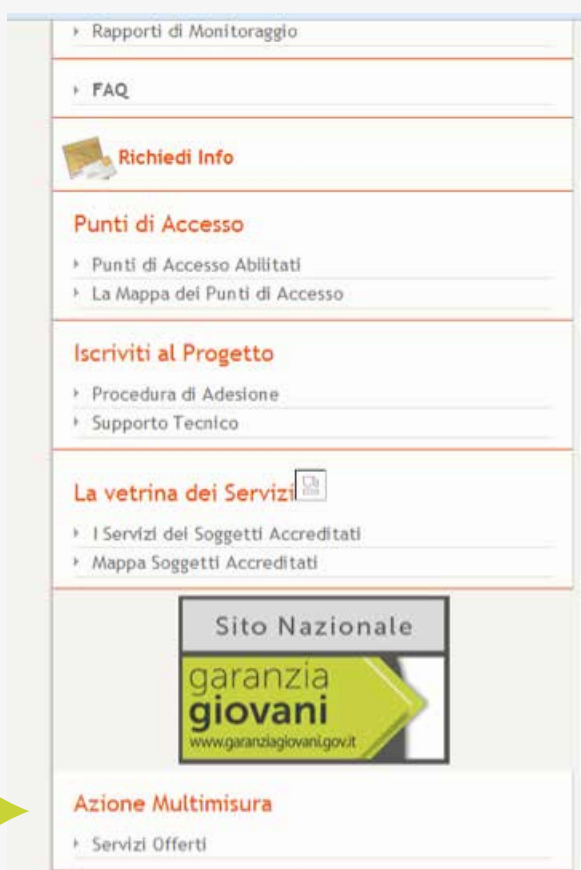 Rapporti di Monitoraggio
FAQ
Richiedi Info
Punti di Accesso
Punti di Accesso Abilitati
La Mappa dei Punti di Accesso
Iscriviti al Progetto
Procedura di Adesione
Supporto Tecnico
La vetrina dei Servizi
I Servizi dei Soggetti Accreditati
Mappa Soggetti Accreditati
Sito Nazionale
garanzia
giovani
www.garanziagiovani.gov.it
Azione Multimisura
Servizi Offerti